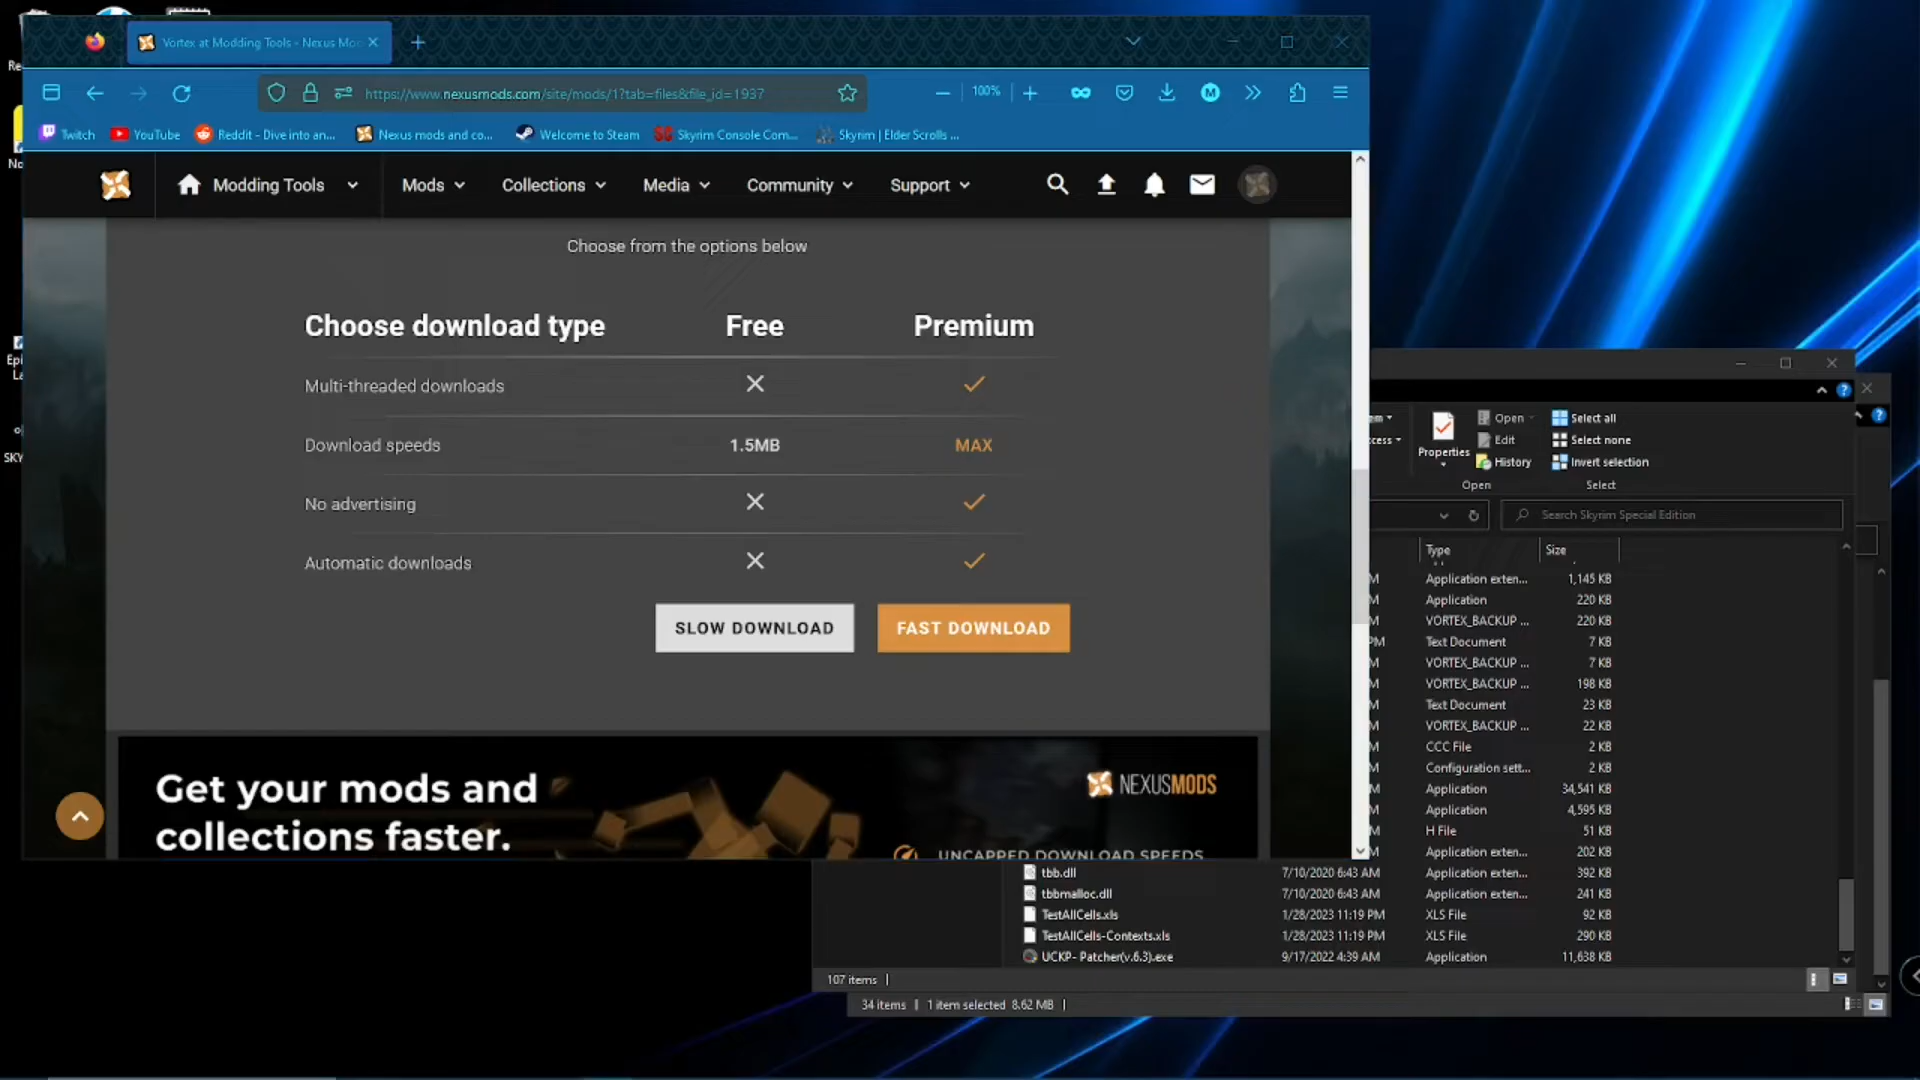 Re
No
Epi
La
SKY
Vortex at Modding Tools - Nexus Mo
https://www.nexusmods.com/site/mods/1?tab=files&file_id=1937
100%
M
Twitch
YouTube
Reddit - Dive into an...
Nexus mods and co...
Welcome to Steam
Skyrim Console Com...
Skyrim | Elder Scrolls ...
Modding Tools
Mods
Collections
Media
Community
Support
Choose from the options below
Choose download type Free Premium
Multi-threaded downloads
Download speeds 1.5MB MAX
No advertising
Automatic downloads
SLOW DOWNLOAD FAST DOWNLOAD
Get your mods and
collections faster.
NEXUSMODS
UNCAPPED DOWNLOAD SPEEDS
Properties
Open
Edit
History
Open
Select all
Select none
Invert selection
Select
Search Skyrim Special Edition
Type Size
Application exten... 1,145 KB
Application 220 KB
VORTEX_BACKUP ... 220 KB
Text Document 7 KB
VORTEX_BACKUP ... 7 KB
VORTEX_BACKUP ... 198 KB
Text Document 23 KB
VORTEX_BACKUP ... 22 KB
CCC File 2 KB
Configuration sett... 2 KB
Application 34,541 KB
Application 4,595 KB
H File 51 KB
Application exten... 202 KB
tbb.dll 7/10/2020 6:43 AM Application exten... 392 KB
tbbmalloc.dll 7/10/2020 6:43 AM Application exten... 241 KB
TestAllCells.xls 1/28/2023 11:19 PM XLS File 92 KB
TestAllCells-Contexts.xls 1/28/2023 11:19 PM XLS File 290 KB
UCKP- Patcher(v.6.3).exe 9/17/2022 4:39 AM Application 11,638 KB
107 items
34 items 1 item selected 8.62 MB